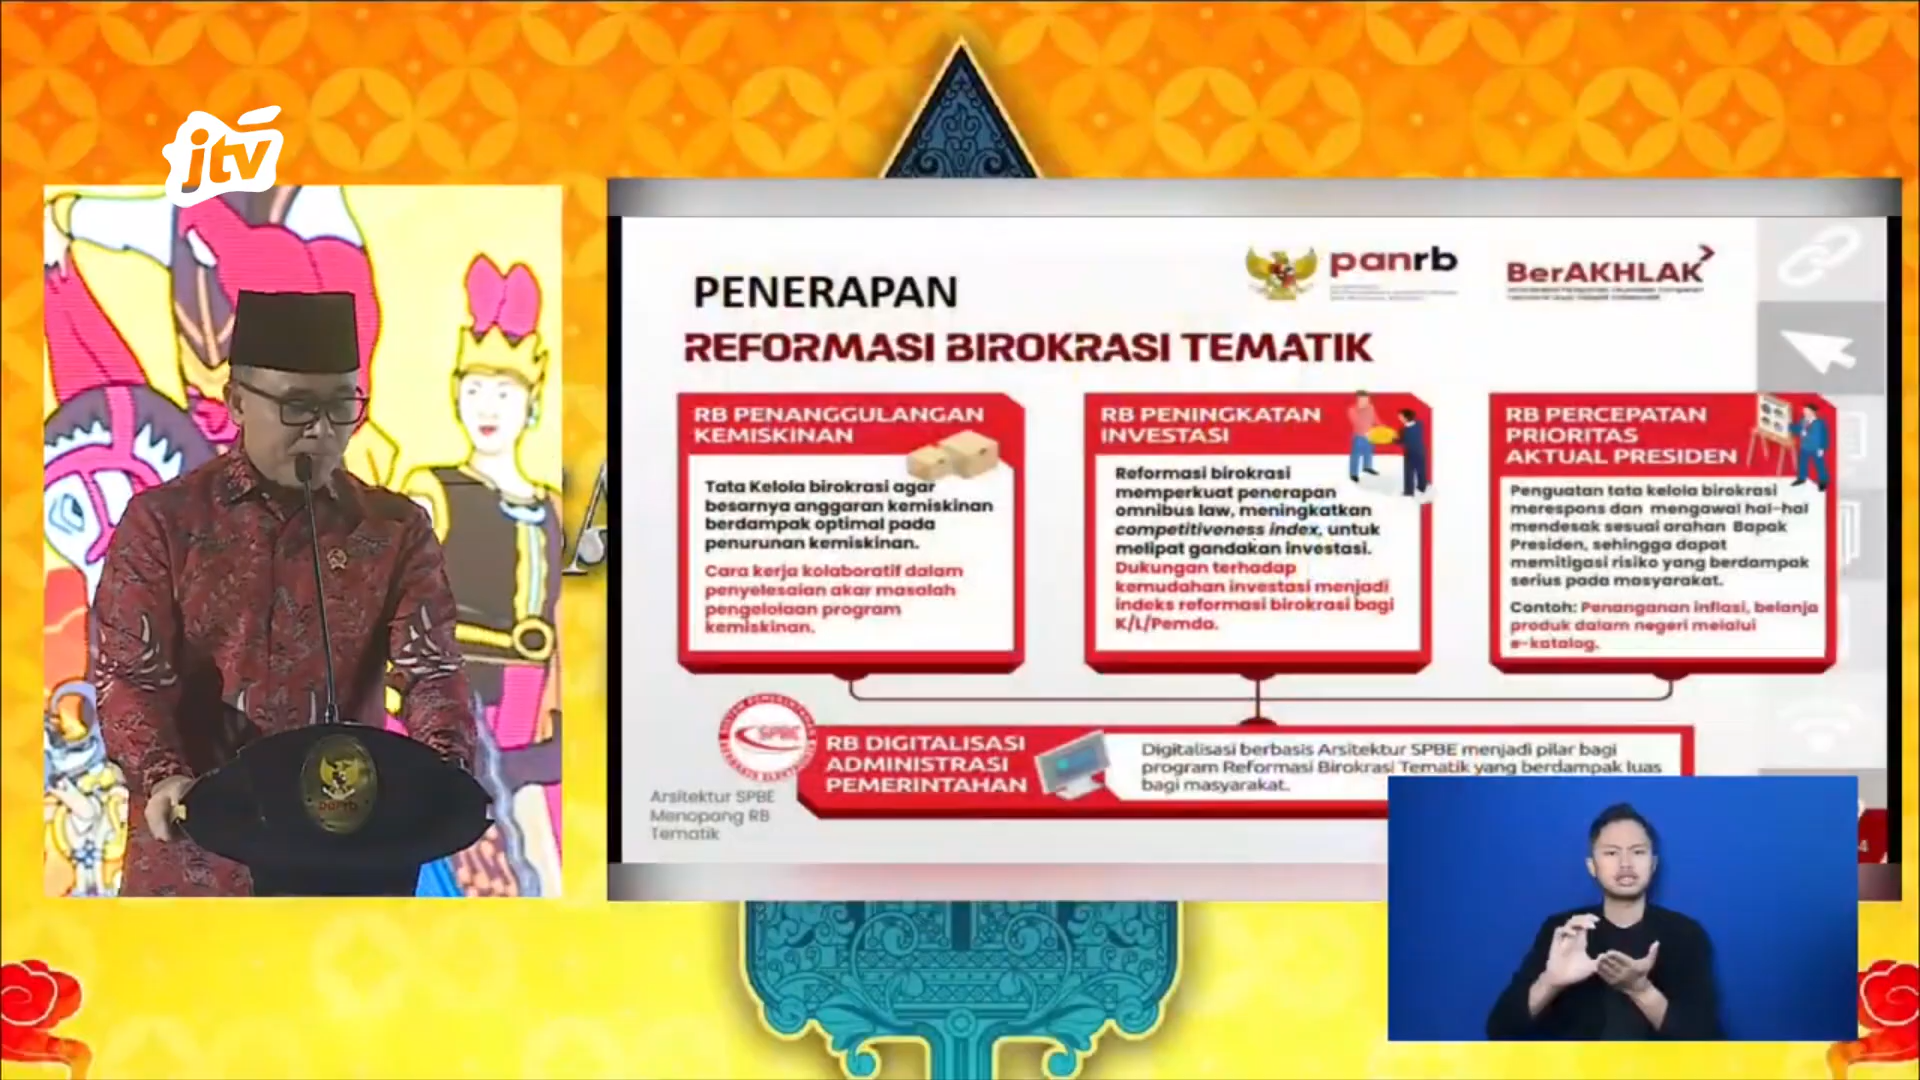 jtv
PENERAPAN
REFORMASI BIROKRASI TEMATIK
panrb
BerAKHLAK
RB PENANGGULANGAN
KEMISKINAN
Tata Kelola birokrasi agar
besarnya anggaran kemiskinan
berdampak optimal pada
penurunan kemiskinan.
Cara kerja kolaboratif dalam
penyelesaian akar masalah
pengelolaan program
kemiskinan.
RB PENINGKATAN
INVESTASI
Reformasi birokrasi
memperkuat penerapan
omnibus law, meningkatkan
competitiveness index, untuk
melipat gandakan investasi.
Dukungan terhadap
kemudahan investasi menjadi
indeks reformasi birokrasi bagi
K/L/Pemda.
RB PERCEPATAN
PRIORITAS
AKTUAL PRESIDEN
Penguatan tata kelola birokrasi
merespons dan mengawal hal-hal
mendesak sesuai arahan Bapak
Presiden, sehingga dapat
memitigasi risiko yang berdampak
serius pada masyarakat.
Contoh: Penanganan inflasi, belanja
produk dalam negeri melalui
e-katalog.
SPBE
Arsitektur SPBE
Menopang RB
Tematik
RB DIGITALISASI
ADMINISTRASI
PEMERINTAHAN
Digitalisasi berbasis Arsitektur SPBE menjadi pilar bagi
program Reformasi Birokrasi Tematik yang berdampak luas
bagi masyarakat.
4
panrb